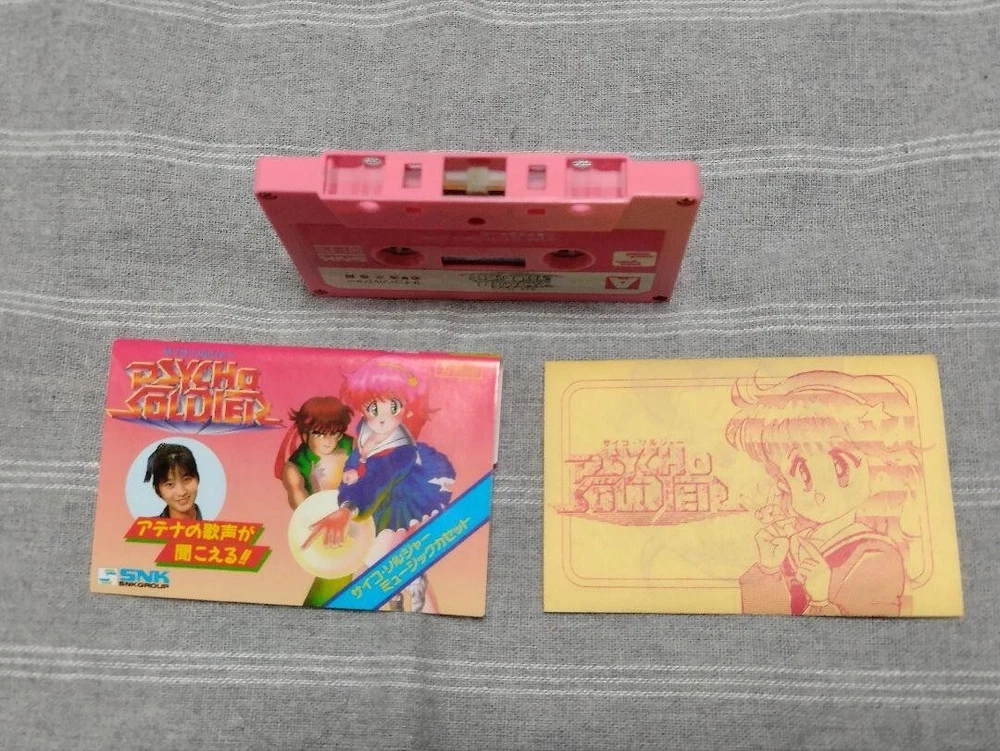 A
PSYCHO
SOLDIER
アテナの歌声が
聞こえる!!
SNK
SNK GROUP
サイコ・ソルジャー
ミュージックカセット
サイコ・ソルジャー
PSYCHO
SOLDIER